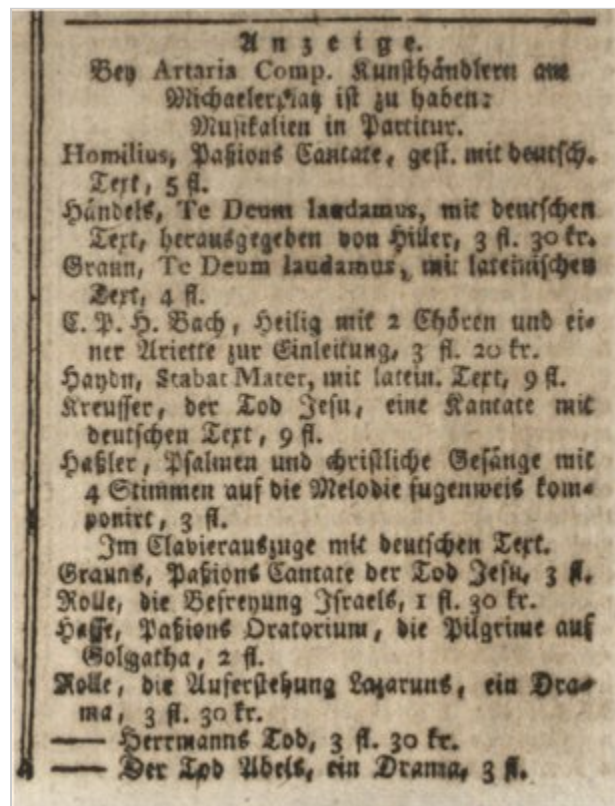 Anzeige.
Bey Artaria Comp. Kunsthändlern am
Michaelerplatz ist zu haben:
Musikalien in Partitur.
Homilius, Paßions Cantate, gest. mit deutsch.
Text, 5 fl.
Händels, Te Deum laudamus, mit deutschen
Text, herausgegeben von Hiller, 3 fl. 30 kr.
Graun, Te Deum laudamus, mit lateinischen
Text, 4 fl.
C. P. H. Bach, Heilig mit 2 Chören und ei-
ner Ariette zur Einleitung, 3 fl. 20 kr.
Haydn, Stabat Mater, mit latein. Text, 9 fl.
Kreusser, der Tod Jesu, eine Kantate mit
deutschen Text, 9 fl.
Haßler, Psalmen und christliche Gesänge mit
4 Stimmen auf die Melodie fugenweis kom-
ponirt, 3 fl.
Im Clavierauszuge mit deutschen Text.
Grauns, Paßions Cantate der Tod Jesu, 3 fl.
Rolle, die Befreyung Israels, 1 fl. 30 kr.
Hasse, Paßions Oratorium, die Pilgrime auf
Golgatha, 2 fl.
Rolle, die Auferstehung Lazaruns, ein Dra-
ma, 3 fl. 30 kr.
— Herrmanns Tod, 3 fl. 30 kr.
— Der Tod Abels, ein Drama, 3 fl.